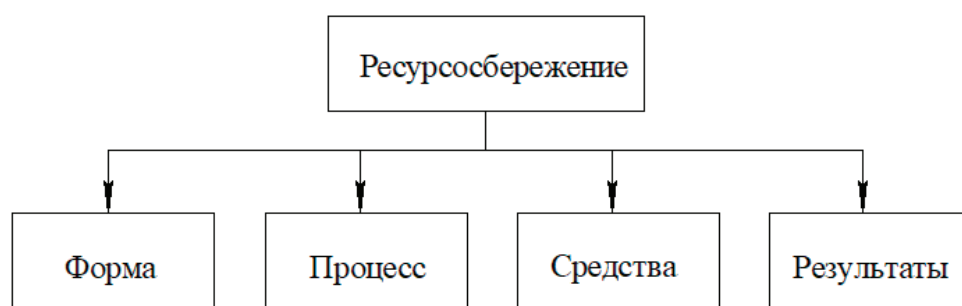 Ресурсосбережение
Форма
Процесс
Средства
Результаты